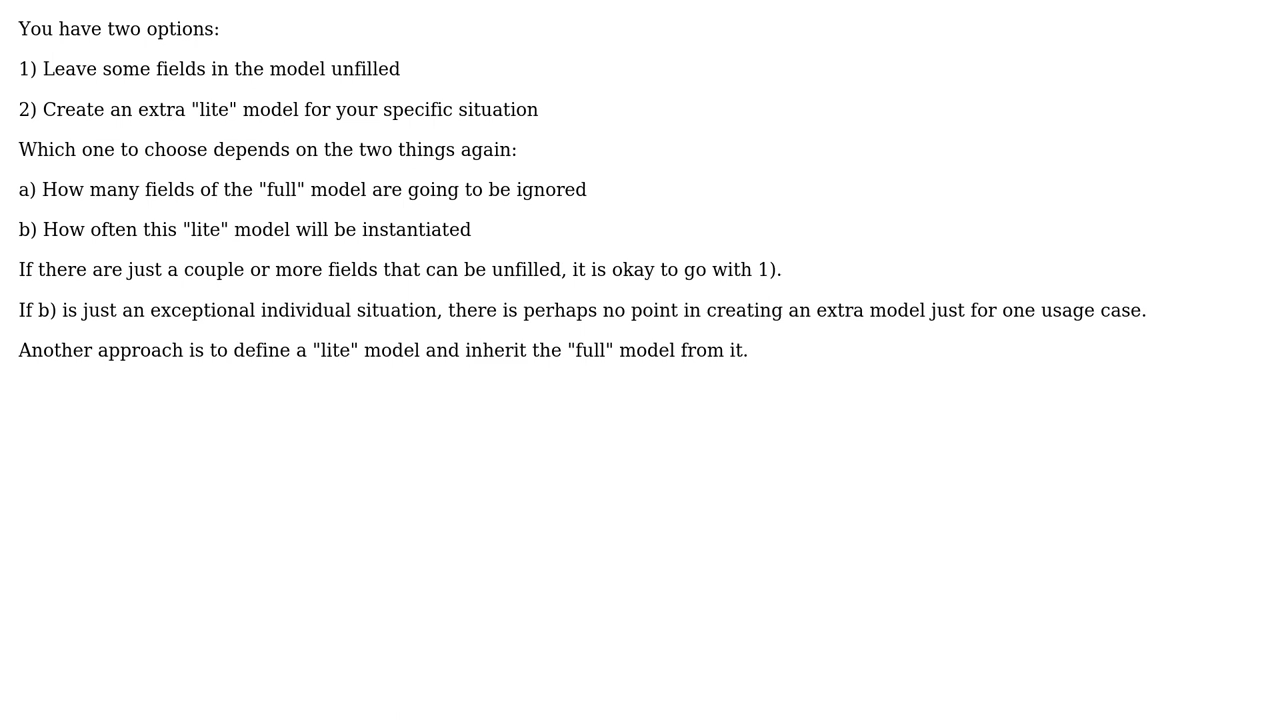 You have two options:
1) Leave some fields in the model unfilled
2) Create an extra "lite" model for your specific situation
Which one to choose depends on the two things again:
a) How many fields of the "full" model are going to be ignored
b) How often this "lite" model will be instantiated
If there are just a couple or more fields that can be unfilled, it is okay to go with 1).
If b) is just an exceptional individual situation, there is perhaps no point in creating an extra model just for one usage case.
Another approach is to define a "lite" model and inherit the "full" model from it.